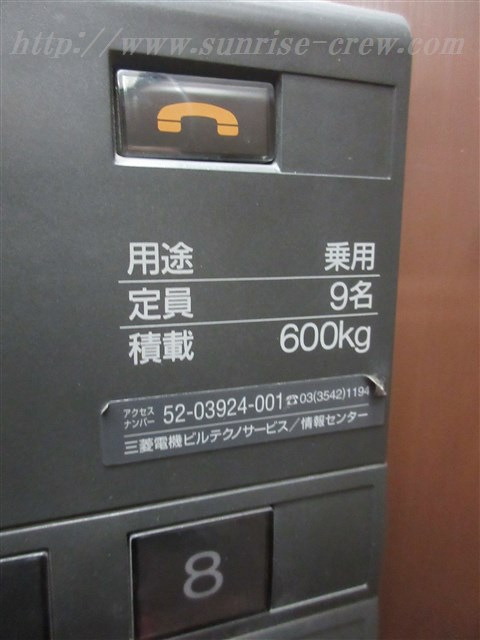 http://www.sunrise-crew.com
用途 乗用
定員 9名
積載 600kg
アクセス
ナンバー 52-03924-001 ☎03(3542)1194
三菱電機ビルテクノサービス／情報センター
8